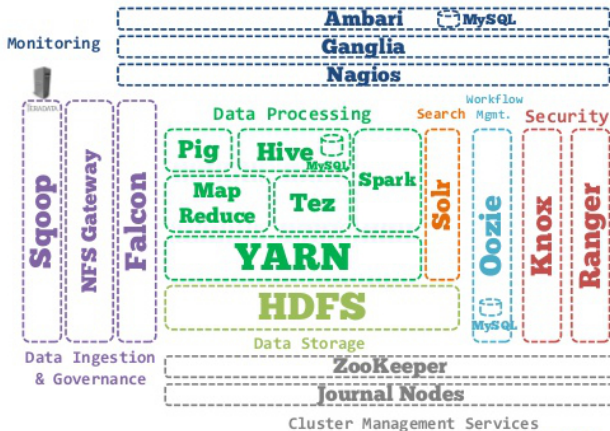 Ambari MySQL
Monitoring
Ganglia
Nagios
TERADATA
Data Processing
Search
Workflow
Mgmt.
Security
Sqoop
NFS Gateway
Falcon
Pig
Hive
MySQL
Spark
Map
Reduce
Tez
YARN
HDFS
Data Storage
Solr
Oozie
MySQL
Knox
Ranger
Data Ingestion
& Governance
ZooKeeper
Journal Nodes
Cluster Management Services